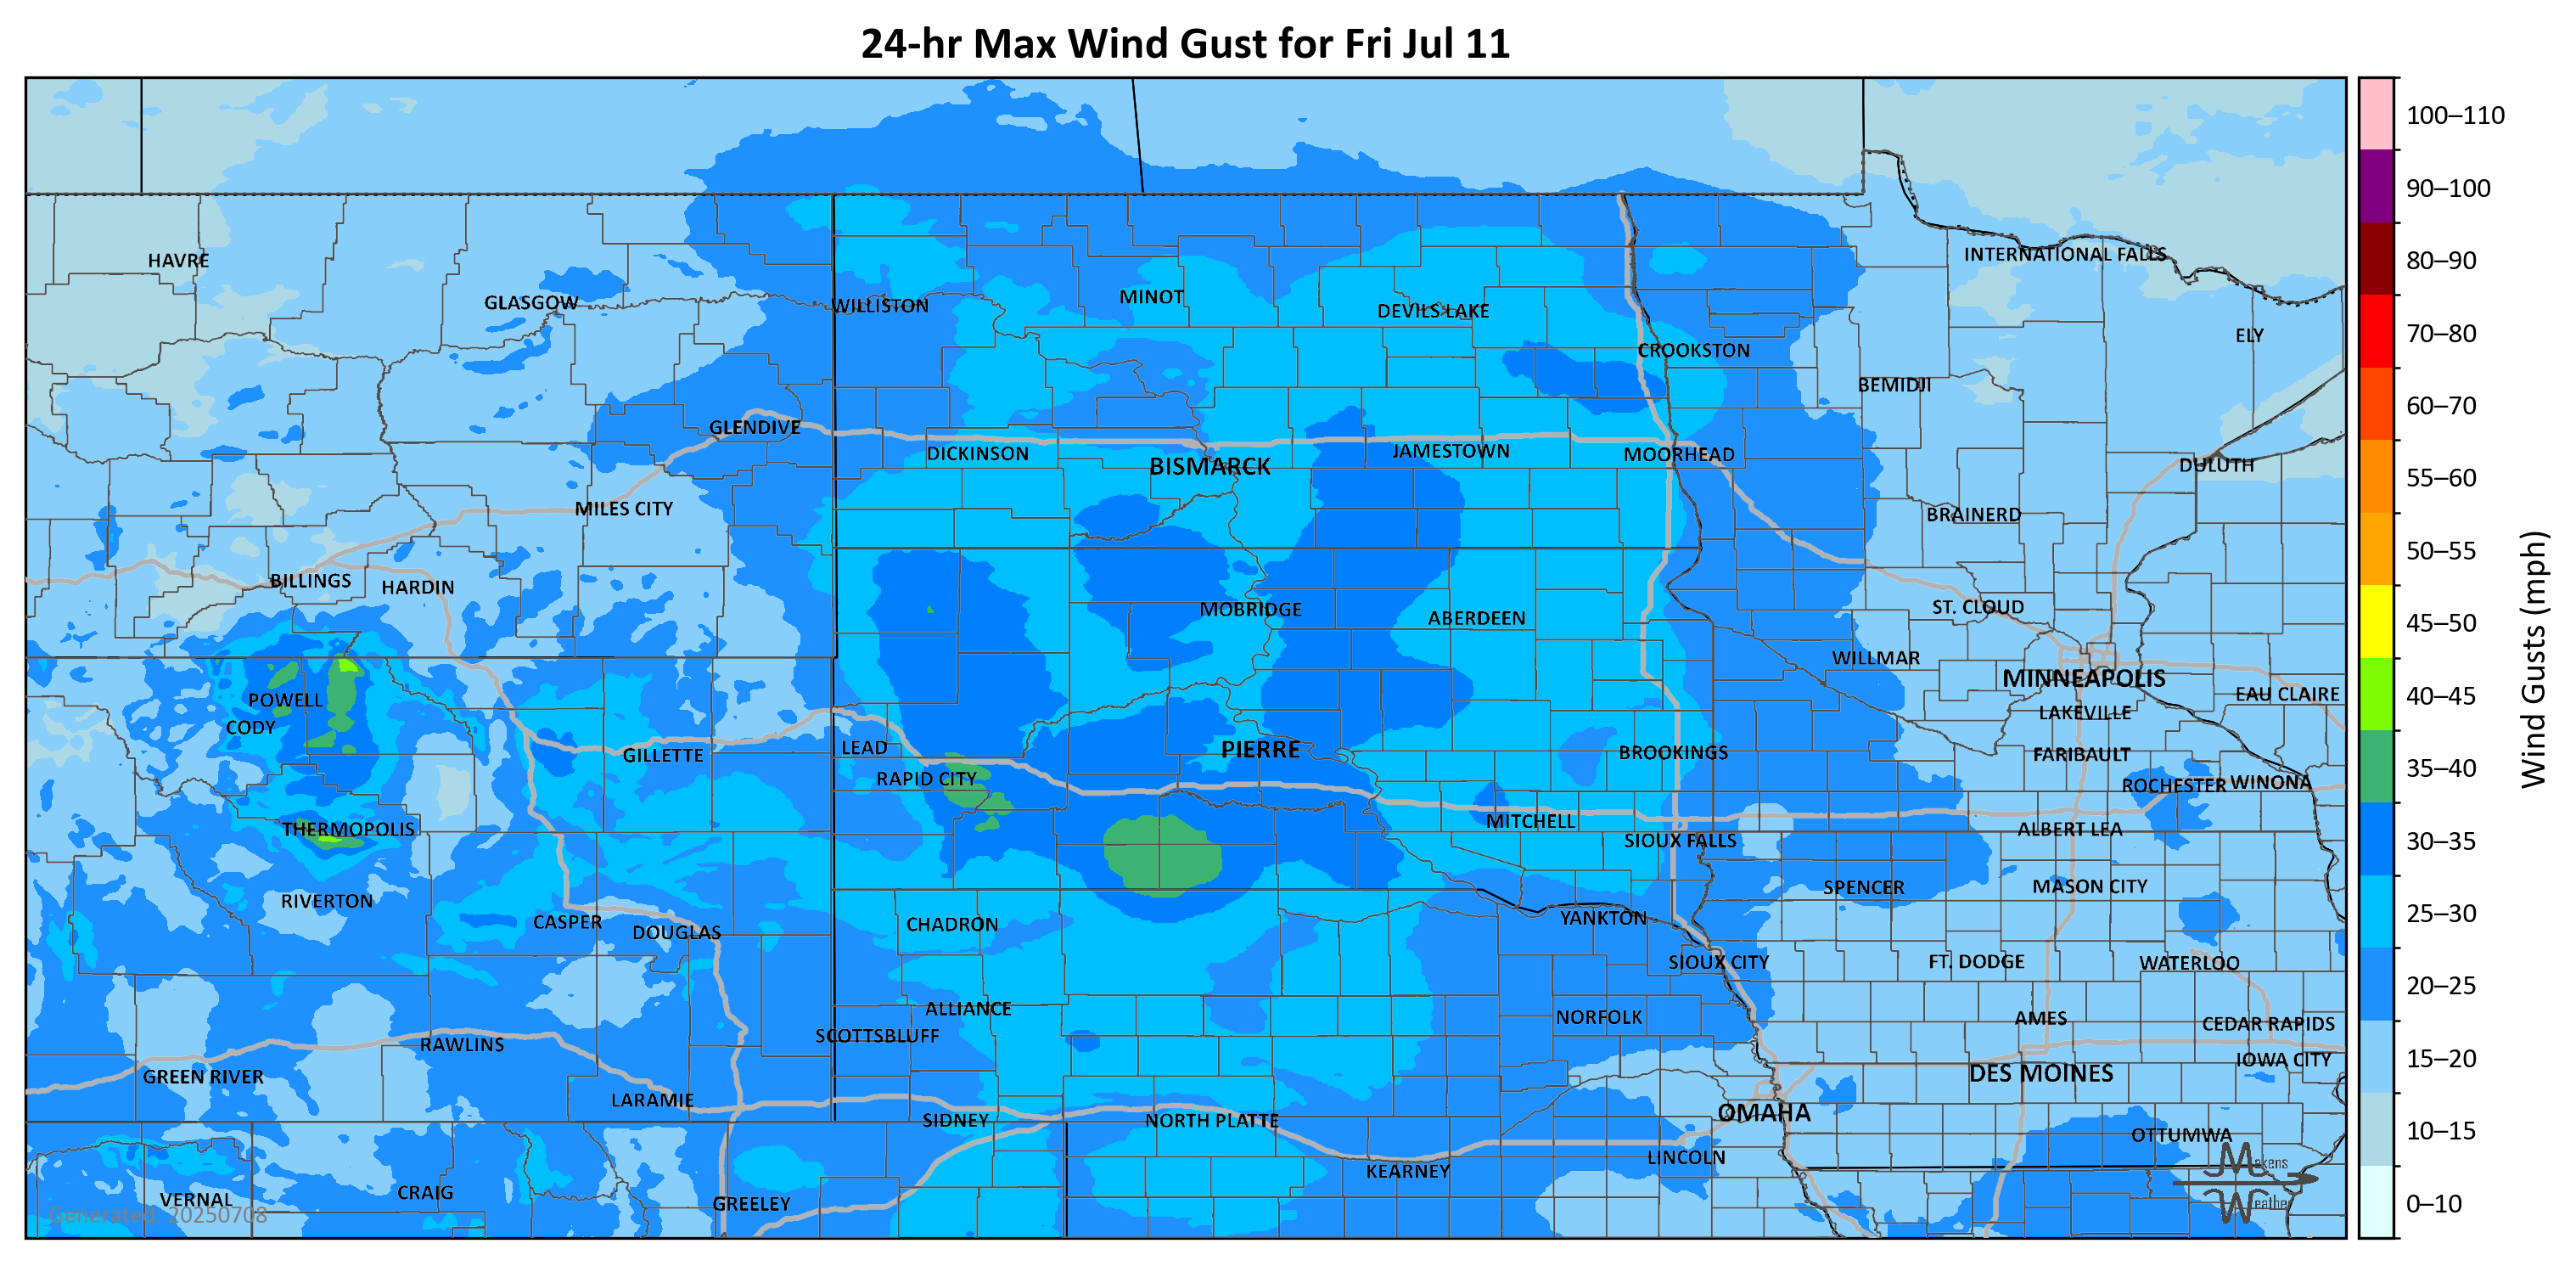 24-hr Max Wind Gust for Fri Jul 11
100–110
90–100
80–90
70–80
60–70
55–60
50–55
45–50
40–45
35–40
30–35
25–30
20–25
15–20
10–15
0–10
Wind Gusts (mph)
HAVRE
INTERNATIONAL FALLS
GLASGOW
WILLISTON
MINOT
DEVILS LAKE
ELY
CROOKSTON
BEMIDJI
GLENDIVE
DICKINSON
BISMARCK
JAMESTOWN
MOORHEAD
DULUTH
MILES CITY
BRAINERD
BILLINGS
HARDIN
MOBRIDGE
ABERDEEN
ST. CLOUD
WILLMAR
MINNEAPOLIS
EAU CLAIRE
POWELL
CODY
LAKEVILLE
GILLETTE
LEAD
PIERRE
BROOKINGS
FARIBAULT
RAPID CITY
ROCHESTER
WINONA
THERMOPOLIS
MITCHELL
SIOUX FALLS
ALBERT LEA
SPENCER
MASON CITY
RIVERTON
CASPER
DOUGLAS
CHADRON
YANKTON
SIOUX CITY
FT. DODGE
WATERLOO
ALLIANCE
SCOTTSBLUFF
NORFOLK
AMES
CEDAR RAPIDS
RAWLINS
IOWA CITY
GREEN RIVER
DES MOINES
LARAMIE
SIDNEY
NORTH PLATTE
OMAHA
OTTUMWA
LINCOLN
KEARNEY
VERNAL
CRAIG
GREELEY
Generated: 20250708
Makens
Weather